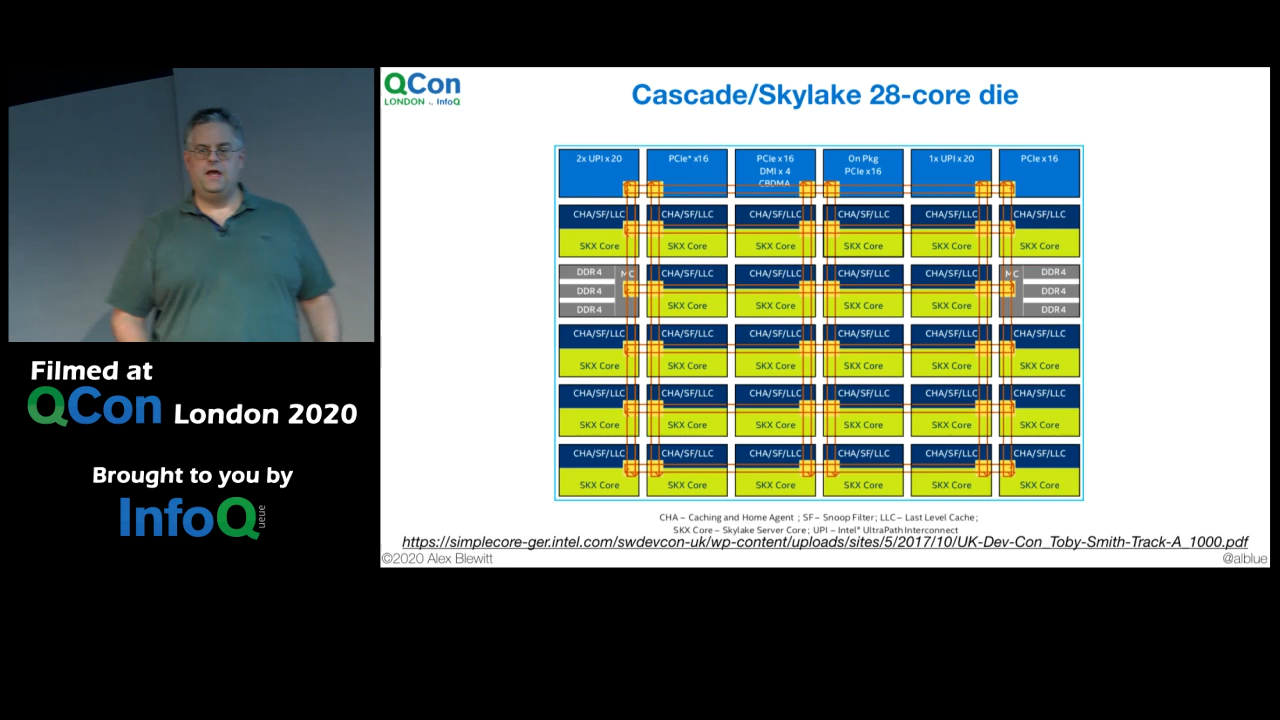 Filmed at
QCon London 2020
Brought to you by
InfoQ
ueue
QCon
LONDON by InfoQ
Cascade/Skylake 28-core die
2x UPI x 20
PCIe* x16
PCIe x 16
DMI x 4
CBDMA
On Pkg
PCIe x16
1x UPI x 20
PCIe x 16
CHA/SF/LLC CHA/SF/LLC CHA/SF/LLC CHA/SF/LLC CHA/SF/LLC CHA/SF/LLC
SKX Core SKX Core SKX Core SKX Core SKX Core SKX Core
DDR4 MC CHA/SF/LLC CHA/SF/LLC CHA/SF/LLC CHA/SF/LLC MC DDR4
DDR4 DDR4
DDR4 SKX Core SKX Core SKX Core SKX Core DDR4
CHA/SF/LLC CHA/SF/LLC CHA/SF/LLC CHA/SF/LLC CHA/SF/LLC CHA/SF/LLC
SKX Core SKX Core SKX Core SKX Core SKX Core SKX Core
CHA/SF/LLC CHA/SF/LLC CHA/SF/LLC CHA/SF/LLC CHA/SF/LLC CHA/SF/LLC
SKX Core SKX Core SKX Core SKX Core SKX Core SKX Core
CHA/SF/LLC CHA/SF/LLC CHA/SF/LLC CHA/SF/LLC CHA/SF/LLC CHA/SF/LLC
SKX Core SKX Core SKX Core SKX Core SKX Core SKX Core
CHA – Caching and Home Agent ; SF – Snoop Filter; LLC – Last Level Cache;
SKX Core – Skylake Server Core; UPI – Intel® UltraPath Interconnect
https://simplecore-ger.intel.com/swdevcon-uk/wp-content/uploads/sites/5/2017/10/UK-Dev-Con_Toby-Smith-Track-A_1000.pdf
©2020 Alex Blewitt
@alblue